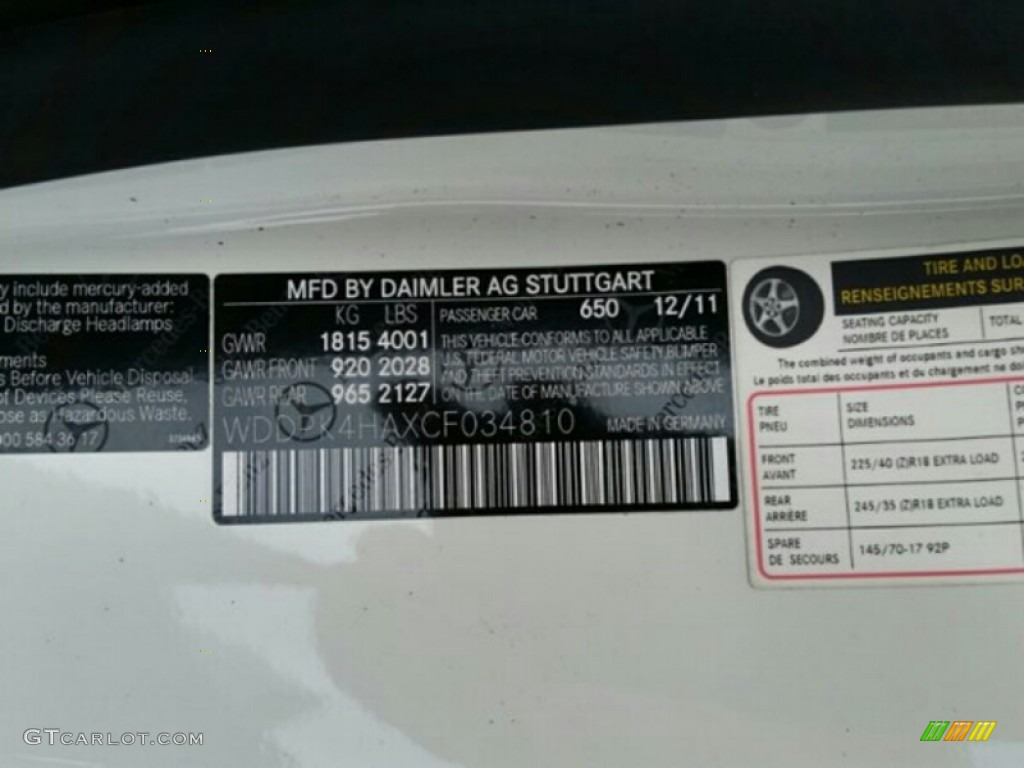 y include mercury-added
d by the manufacturer:
Discharge Headlamps
ments
s Before Vehicle Disposal
of Devices Please Reuse,
ose as Hazardous Waste.
00 584 36 17
MFD BY DAIMLER AG STUTTGART
KG LBS
GVWR 1815 4001
GAWR FRONT 920 2028
GAWR REAR 965 2127
PASSENGER CAR 650 12/11
THIS VEHICLE CONFORMS TO ALL APPLICABLE
U.S. FEDERAL MOTOR VEHICLE SAFETY, BUMPER
AND THEFT PREVENTION STANDARDS IN EFFECT
ON THE DATE OF MANUFACTURE SHOWN ABOVE
WDDPK4HAXCF034810 MADE IN GERMANY
TIRE AND LOA
RENSEIGNEMENTS SUR
SEATING CAPACITY TOTAL
NOMBRE DE PLACES
The combined weight of occupants and cargo sh
Le poids total des occupants et du chargement ne do
TIRE SIZE
PNEU DIMENSIONS
FRONT 225/40 (Z)R18 EXTRA LOAD
AVANT
REAR 245/35 (Z)R18 EXTRA LOAD
ARRIÈRE
SPARE 145/70-17 92P
DE SECOURS
GTCARLOT.COM